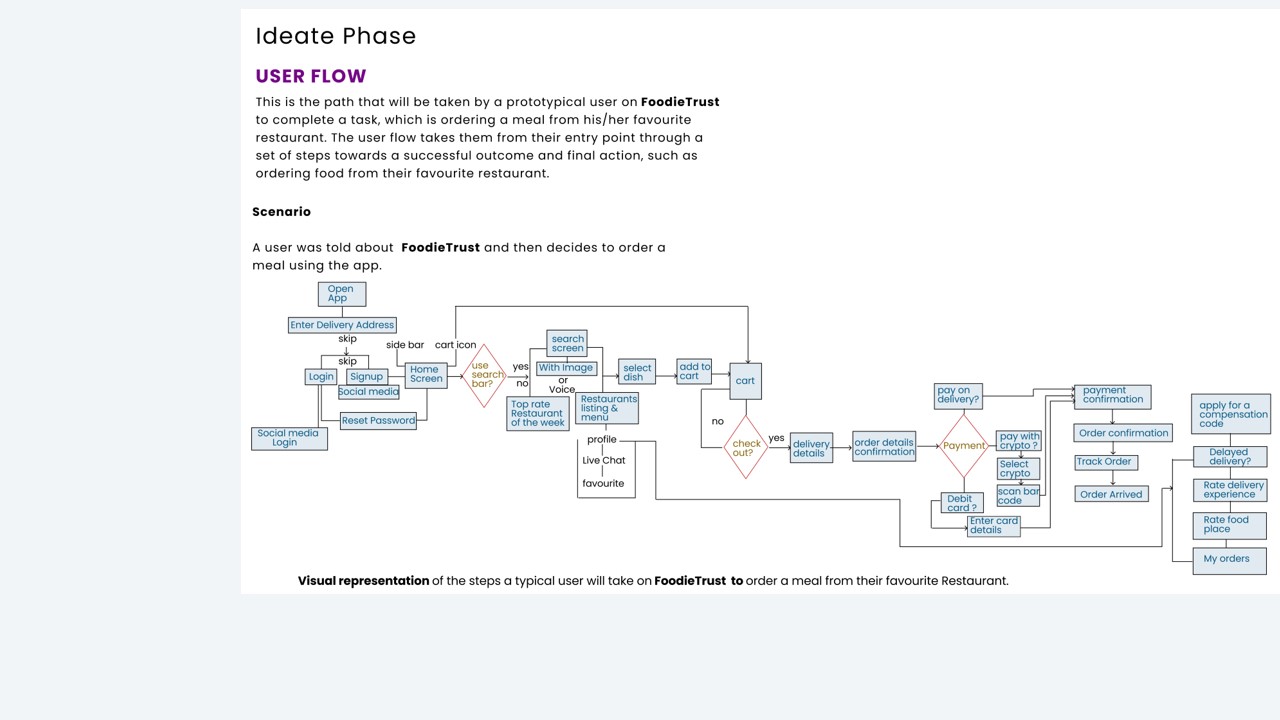 Ideate Phase
USER FLOW
This is the path that will be taken by a prototypical user on FoodieTrust
to complete a task, which is ordering a meal from his/her favourite
restaurant. The user flow takes them from their entry point through a
set of steps towards a successful outcome and final action, such as
ordering food from their favourite restaurant.
Scenario
A user was told about FoodieTrust and then decides to order a
meal using the app.
Open
App
Enter Delivery Address
skip
skip
Login
Signup
Social media
Reset Password
Social media
Login
side bar
cart icon
Home
Screen
use
search
bar?
yes
no
search
screen
With Image
or
Voice
Top rate
Restaurant
of the week
Restaurants
listing &
menu
profile
Live Chat
favourite
select
dish
add to
cart
cart
no
check
out?
yes
delivery
details
order details
confirmation
Payment
pay on
delivery?
pay with
crypto ?
Select
crypto
scan bar
code
Debit
card ?
Enter card
details
payment
confirmation
Order confirmation
Track Order
Order Arrived
apply for a
compensation
code
Delayed
delivery?
Rate delivery
experience
Rate food
place
My orders
Visual representation of the steps a typical user will take on FoodieTrust to order a meal from their favourite Restaurant.